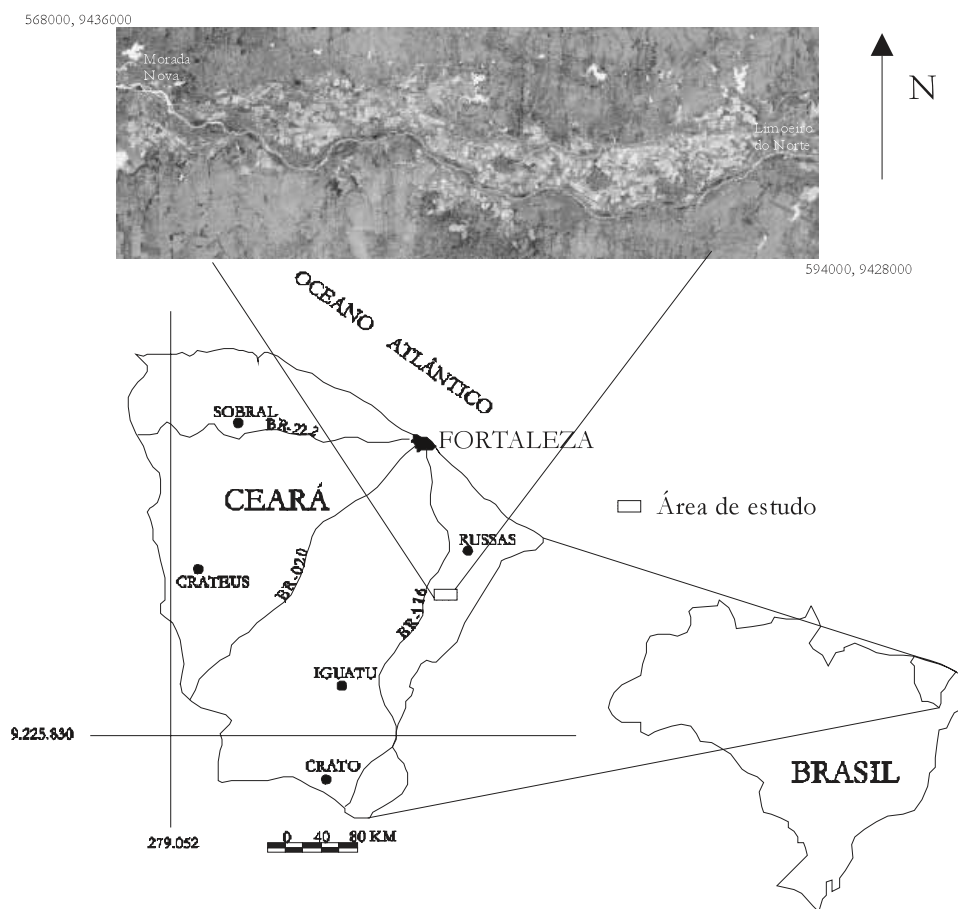 568000, 9436000
Morada
Nova
N
Limoeiro
do Norte
594000, 9428000
OCEANO ATLÂNTICO
SOBRAL
BR-222
FORTALEZA
CEARÁ
Área de estudo
RUSSAS
CRATEUS
BR-020
BR-116
IGUATU
9.225.830
CRATO
BRASIL
279.052
0 40 80 KM